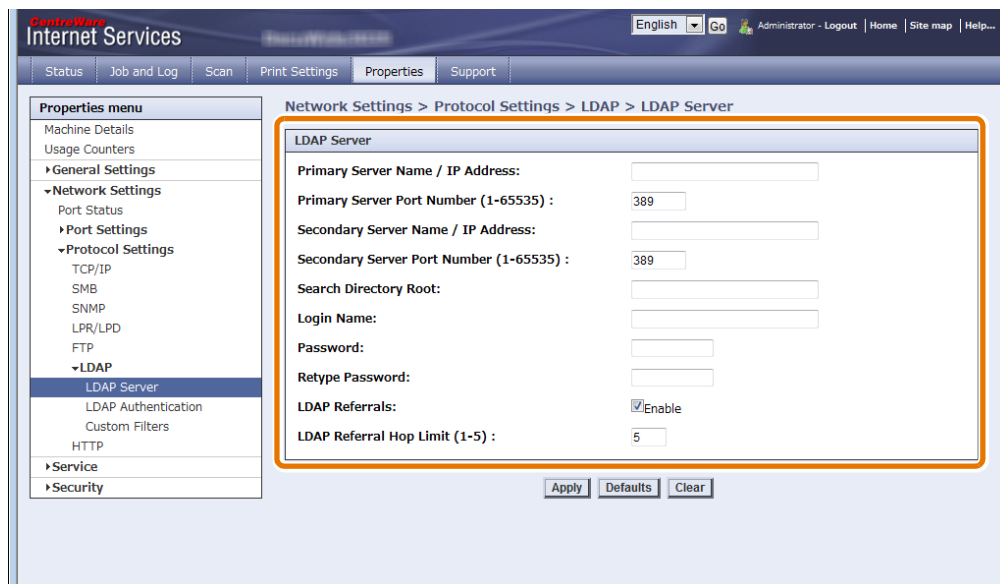 CentreWare
Internet Services
English Go Administrator - Logout | Home | Site map | Help...
Status Job and Log Scan Print Settings Properties Support
Properties menu
Machine Details
Usage Counters
General Settings
Network Settings
Port Status
Port Settings
Protocol Settings
TCP/IP
SMB
SNMP
LPR/LPD
FTP
LDAP
LDAP Server
LDAP Authentication
Custom Filters
HTTP
Service
Security
Network Settings > Protocol Settings > LDAP > LDAP Server
LDAP Server
Primary Server Name / IP Address:
Primary Server Port Number (1-65535) : 389
Secondary Server Name / IP Address:
Secondary Server Port Number (1-65535) : 389
Search Directory Root:
Login Name:
Password:
Retype Password:
LDAP Referrals: Enable
LDAP Referral Hop Limit (1-5) : 5
Apply Defaults Clear